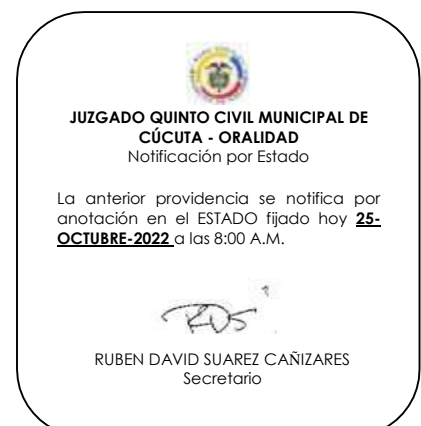 JUZGADO QUINTO CIVIL MUNICIPAL DE
CÚCUTA - ORALIDAD
Notificación por Estado
La anterior providencia se notifica por
anotación en el ESTADO fijado hoy 25-
OCTUBRE-2022 a las 8:00 A.M.
RUBEN DAVID SUAREZ CAÑIZARES
Secretario